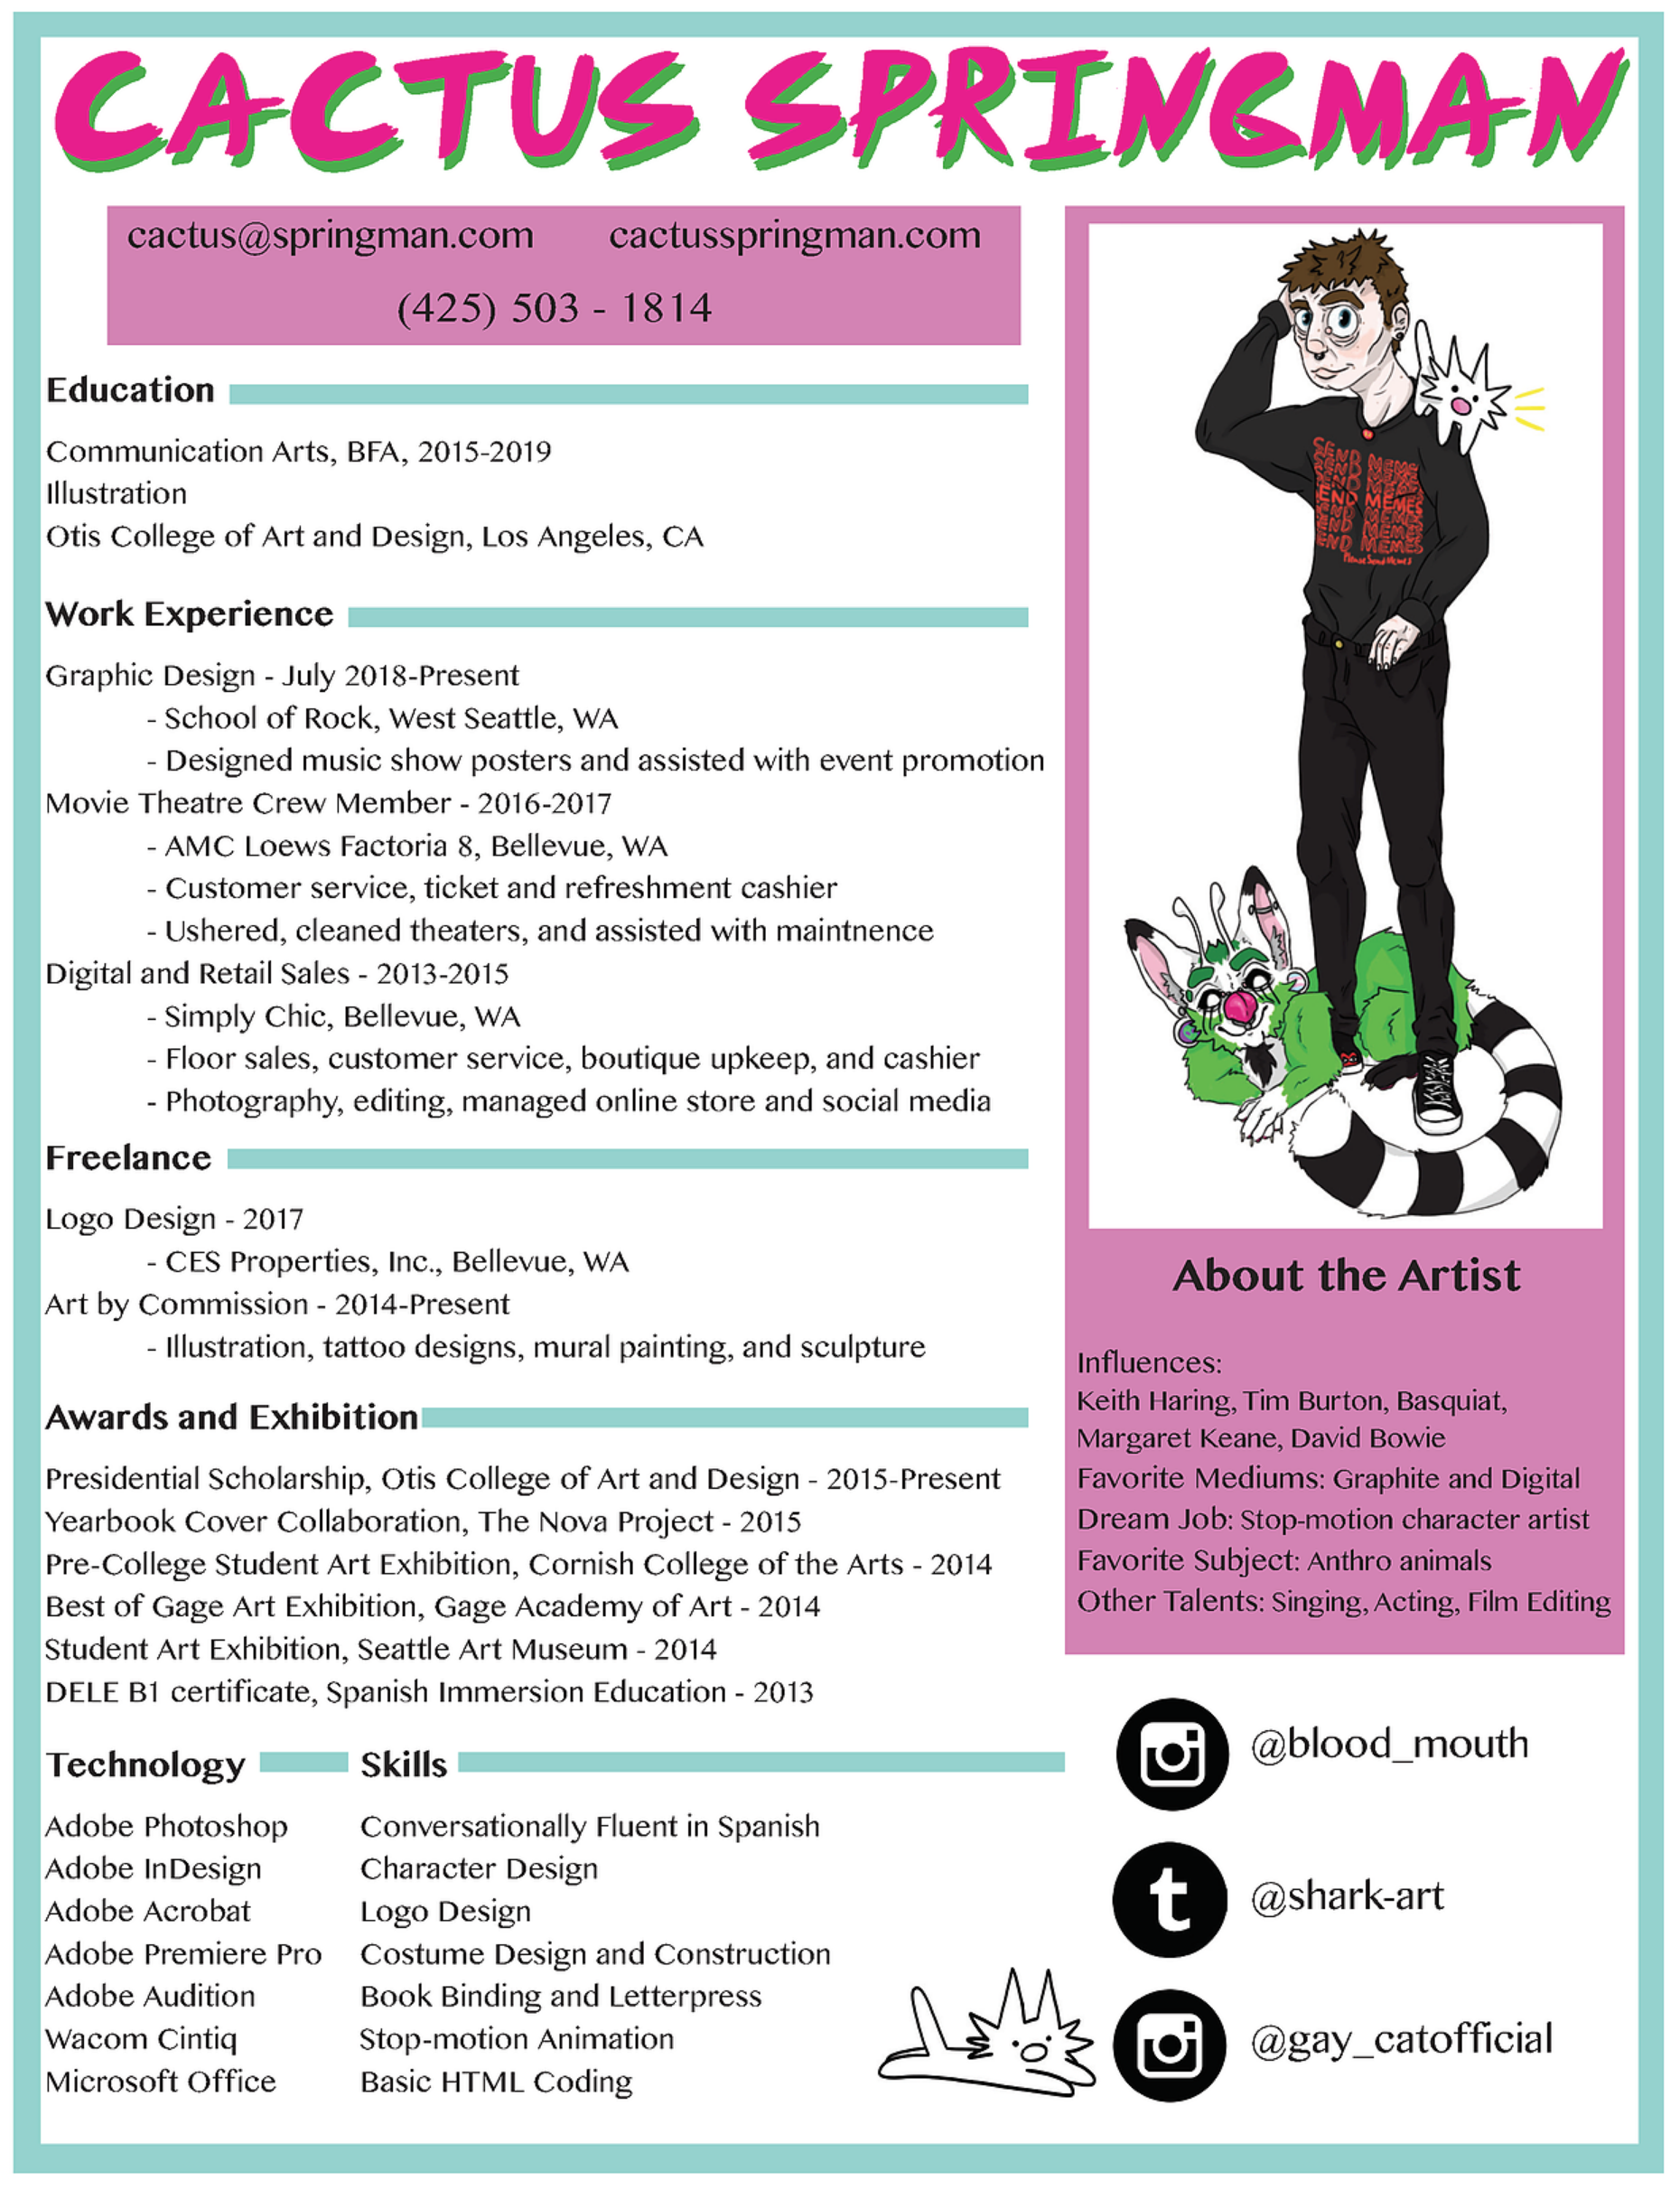 CACTUS SPRINGMAN
cactus@springman.com cactusspringman.com
(425) 503 - 1814
Education
Communication Arts, BFA, 2015-2019
Illustration
Otis College of Art and Design, Los Angeles, CA
Work Experience
Graphic Design - July 2018-Present
- School of Rock, West Seattle, WA
- Designed music show posters and assisted with event promotion
Movie Theatre Crew Member - 2016-2017
- AMC Loews Factoria 8, Bellevue, WA
- Customer service, ticket and refreshment cashier
- Ushered, cleaned theaters, and assisted with maintnence
Digital and Retail Sales - 2013-2015
- Simply Chic, Bellevue, WA
- Floor sales, customer service, boutique upkeep, and cashier
- Photography, editing, managed online store and social media
Freelance
Logo Design - 2017
- CES Properties, Inc., Bellevue, WA
Art by Commission - 2014-Present
- Illustration, tattoo designs, mural painting, and sculpture
Awards and Exhibition
Presidential Scholarship, Otis College of Art and Design - 2015-Present
Yearbook Cover Collaboration, The Nova Project - 2015
Pre-College Student Art Exhibition, Cornish College of the Arts - 2014
Best of Gage Art Exhibition, Gage Academy of Art - 2014
Student Art Exhibition, Seattle Art Museum - 2014
DELE B1 certificate, Spanish Immersion Education - 2013
Technology
Adobe Photoshop
Adobe InDesign
Adobe Acrobat
Adobe Premiere Pro
Adobe Audition
Wacom Cintiq
Microsoft Office
Skills
Conversationally Fluent in Spanish
Character Design
Logo Design
Costume Design and Construction
Book Binding and Letterpress
Stop-motion Animation
Basic HTML Coding
SEND MEME
SEND MEMES
END MEMES
END MEMES
END MEMES
END MEMES
END MEMES
Please Send Memes
About the Artist
Influences:
Keith Haring, Tim Burton, Basquiat,
Margaret Keane, David Bowie
Favorite Mediums: Graphite and Digital
Dream Job: Stop-motion character artist
Favorite Subject: Anthro animals
Other Talents: Singing, Acting, Film Editing
@blood_mouth
t @shark-art
@gay_catofficial